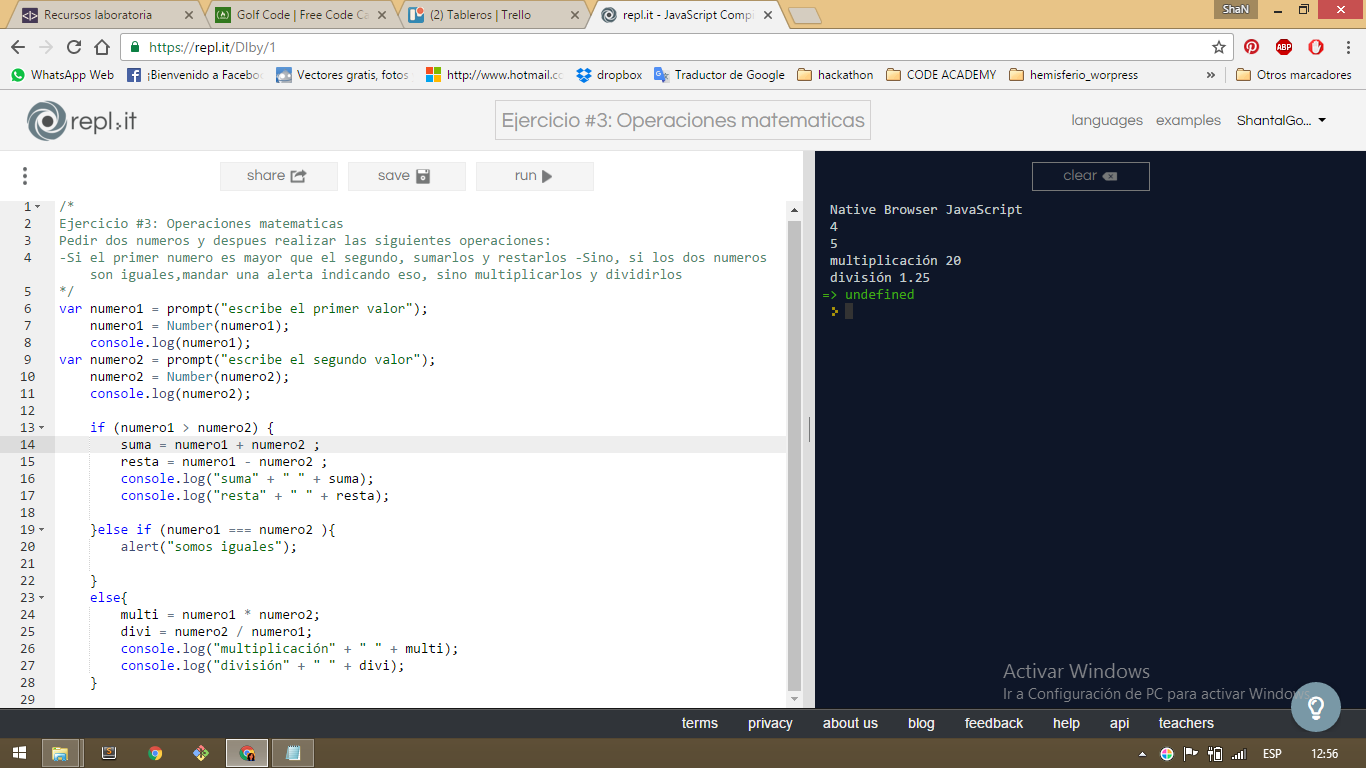 Recursos laboratoria
Golf Code | Free Code Ca
(2) Tableros | Trello
repl.it - JavaScript Compi
ShaN
https://repl.it/DIby/1
WhatsApp Web
¡Bienvenido a Faceboo
Vectores gratis, fotos
http://www.hotmail.co
dropbox
Traductor de Google
hackathon
CODE ACADEMY
hemisferio_worpress
»
Otros marcadores
repl.it
Ejercicio #3: Operaciones matematicas
languages
examples
ShantalGo...
share
save
run
clear
1 /*
2 Ejercicio #3: Operaciones matematicas
3 Pedir dos numeros y despues realizar las siguientes operaciones:
4 -Si el primer numero es mayor que el segundo, sumarlos y restarlos -Sino, si los dos numeros
son iguales,mandar una alerta indicando eso, sino multiplicarlos y dividirlos
5 */
6 var numero1 = prompt("escribe el primer valor");
7 numero1 = Number(numero1);
8 console.log(numero1);
9 var numero2 = prompt("escribe el segundo valor");
10 numero2 = Number(numero2);
11 console.log(numero2);
12
13 if (numero1 > numero2) {
14 suma = numero1 + numero2 ;
15 resta = numero1 - numero2 ;
16 console.log("suma" + " " + suma);
17 console.log("resta" + " " + resta);
18
19 }else if (numero1 === numero2 ){
20 alert("somos iguales");
21
22 }
23 else{
24 multi = numero1 * numero2;
25 divi = numero2 / numero1;
26 console.log("multiplicación" + " " + multi);
27 console.log("división" + " " + divi);
28 }
29
Native Browser JavaScript
4
5
multiplicación 20
división 1.25
=> undefined
Activar Windows
Ir a Configuración de PC para activar Windows.
terms
privacy
about us
blog
feedback
help
api
teachers
ESP
12:56